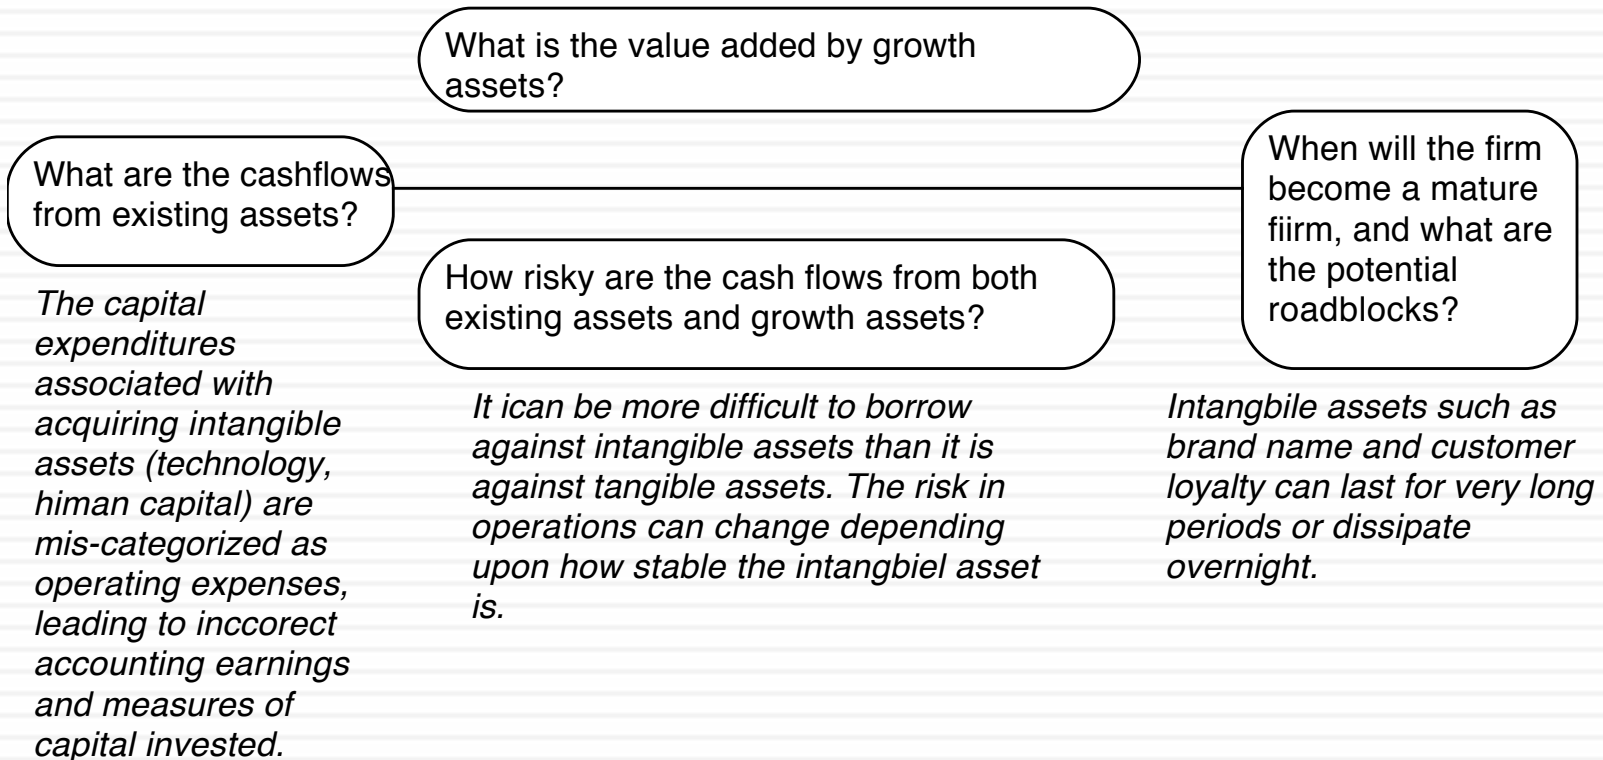 What is the value added by growth
assets?
What are the cashflows
from existing assets?
When will the firm
become a mature
fiirm, and what are
the potential
roadblocks?
How risky are the cash flows from both
existing assets and growth assets?
The capital
expenditures
associated with
acquiring intangible
assets (technology,
himan capital) are
mis-categorized as
operating expenses,
leading to inccorect
accounting earnings
and measures of
capital invested.
It ican be more difficult to borrow
against intangible assets than it is
against tangible assets. The risk in
operations can change depending
upon how stable the intangbiel asset
is.
Intangbile assets such as
brand name and customer
loyalty can last for very long
periods or dissipate
overnight.